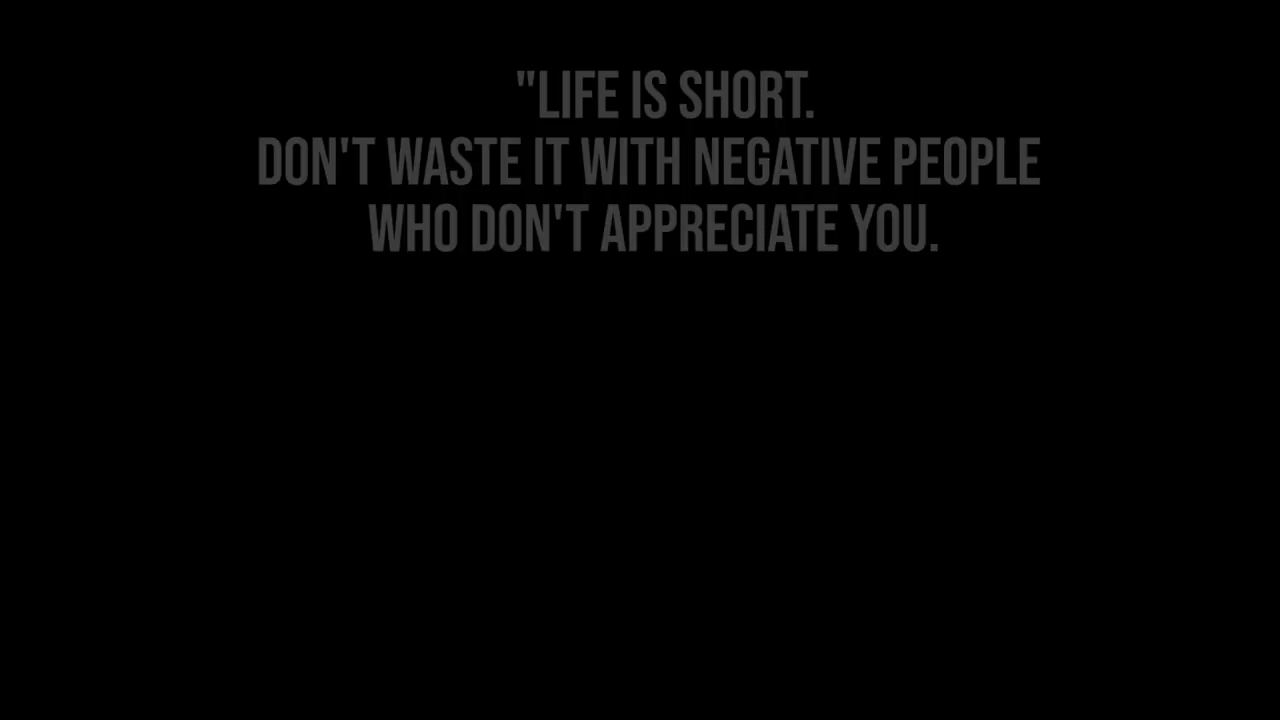 "LIFE IS SHORT.
DON'T WASTE IT WITH NEGATIVE PEOPLE
WHO DON'T APPRECIATE YOU.